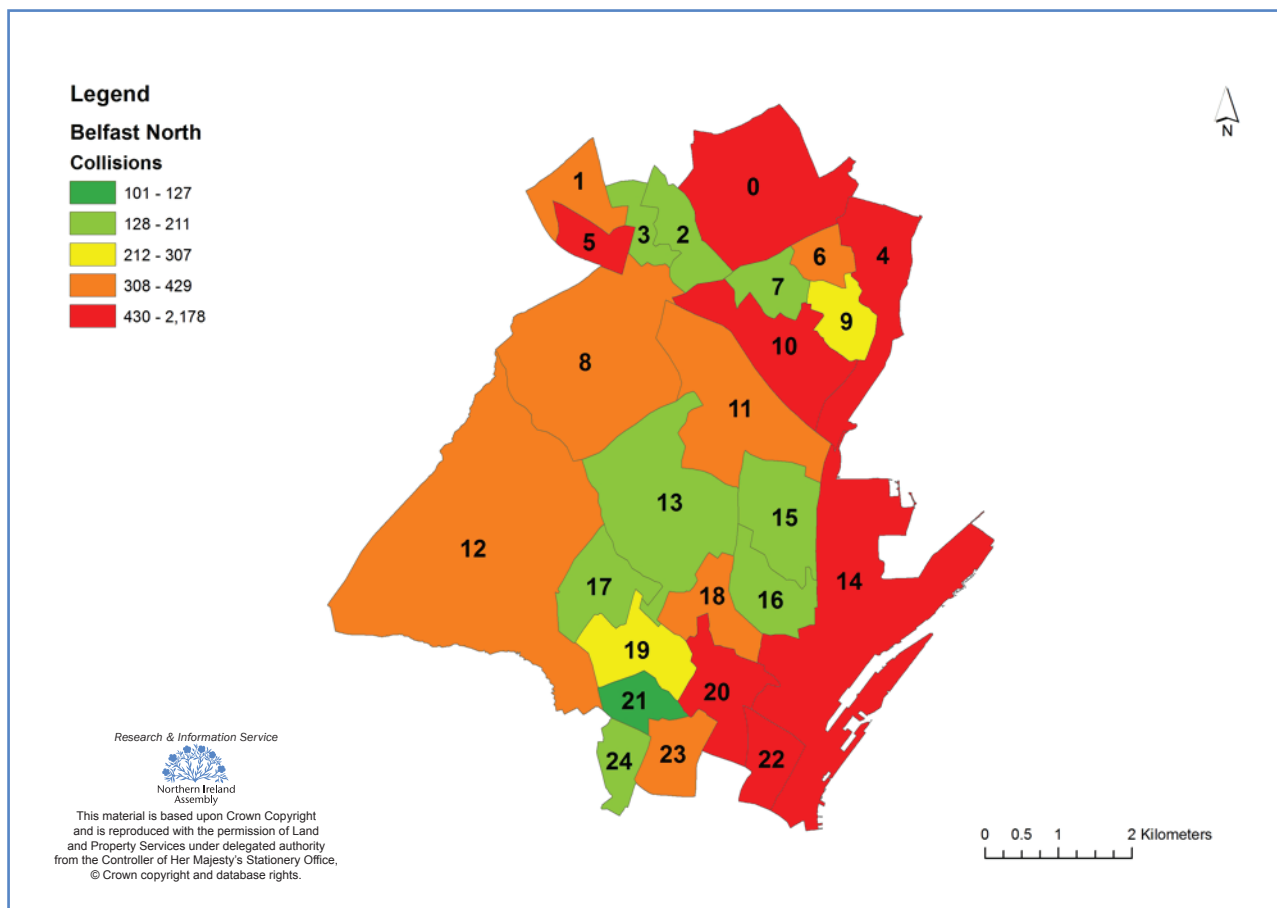 Legend
Belfast North
Collisions
101 - 127
128 - 211
212 - 307
308 - 429
430 - 2,178
N
0
1
2
3
4
5
6
7
8
9
10
11
12
13
14
15
16
17
18
19
20
21
22
23
24
Research & Information Service
Northern Ireland
Assembly
This material is based upon Crown Copyright
and is reproduced with the permission of Land
and Property Services under delegated authority
from the Controller of Her Majesty's Stationery Office,
© Crown copyright and database rights.
0 0.5 1 2 Kilometers